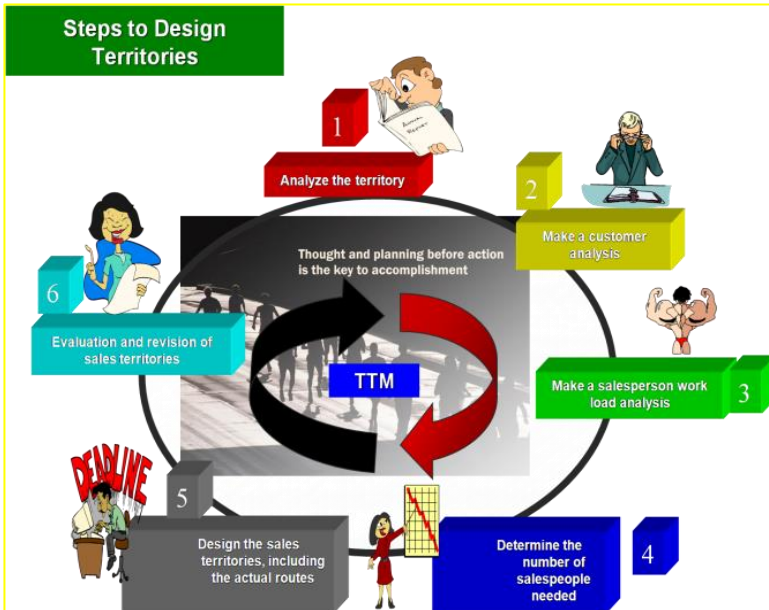 Steps to Design
Territories
1
Analyze the territory
ANNUAL
REPORT
2
Make a customer
analysis
Thought and planning before action
is the key to accomplishment
TTM
3
Make a salesperson work
load analysis
4
Determine the
number of
salespeople
needed
5
Design the sales
territories, including
the actual routes
DEADLINE
6
Evaluation and revision of
sales territories